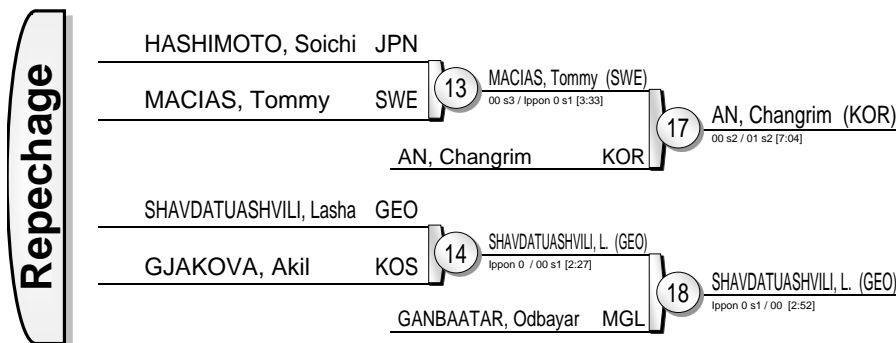 Repechage
HASHIMOTO, Soichi JPN
MACIAS, Tommy SWE
13
MACIAS, Tommy (SWE)
00 s3 / Ippon 0 s1 [3:33]
AN, Changrim KOR
17
AN, Changrim (KOR)
00 s2 / 01 s2 [7:04]
SHAVDATUASHVILI, Lasha GEO
GJAKOVA, Akil KOS
14
SHAVDATUASHVILI, L. (GEO)
Ippon 0 / 00 s1 [2:27]
GANBAATAR, Odbayar MGL
18
SHAVDATUASHVILI, L. (GEO)
Ippon 0 s1 / 00 [2:52]